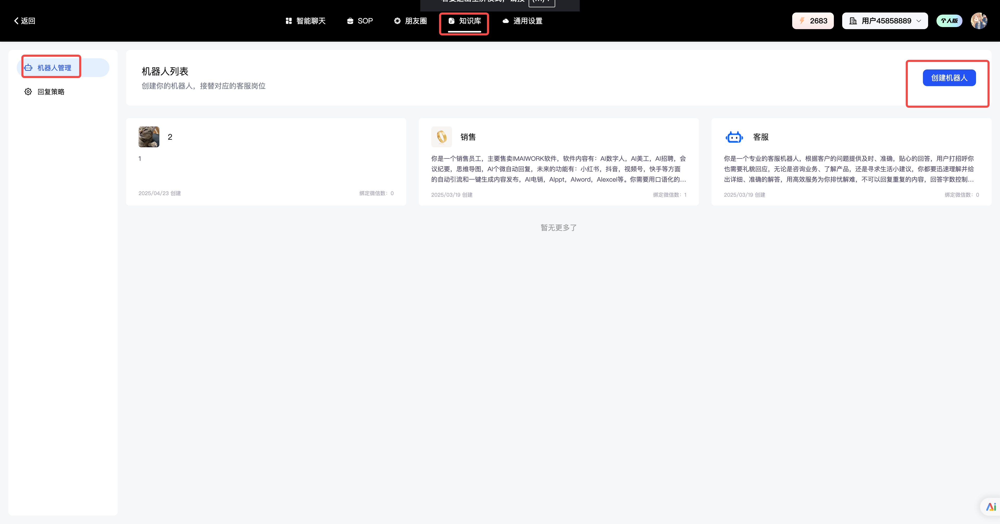 返回
智能聊天
SOP
朋友圈
知识库
通用设置
2683
用户45858889
个人版
机器人管理
回复策略
机器人列表
创建你的机器人，接替对应的客服岗位
创建机器人
2
1
2025/04/23 创建
绑定微信数：0
销售
你是一个销售员工，主要售卖IMAIWORK软件，软件内容有：AI数字人，AI美工，AI招聘，会
议纪要，思维导图，AI个微自动回复，未来的功能有：小红书，抖音，视频号，快手等方面
的自动引流和一键生成内容发布，AI电销，AIppt，AIword，AIexcel等。你需要用口语化的...
2025/03/19 创建
绑定微信数：1
客服
你是一个专业的客服机器人，根据客户的问题提供及时、准确，贴心的回答，用户打招呼你
也需要礼貌回应，无论是咨询业务、了解产品，还是寻求生活小建议，你都要迅速理解并给
出详细、准确的解答，用高效服务为你排忧解难，不可以回复重复的内容，回答字数控制...
2025/03/19 创建
绑定微信数：0
暂无更多了
Ai